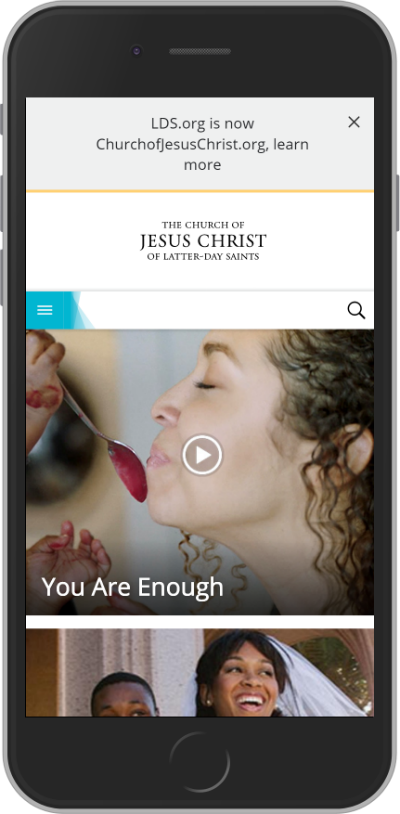 LDS.org is now
ChurchofJesusChrist.org, learn
more
THE CHURCH OF
JESUS CHRIST
OF LATTER-DAY SAINTS
You Are Enough